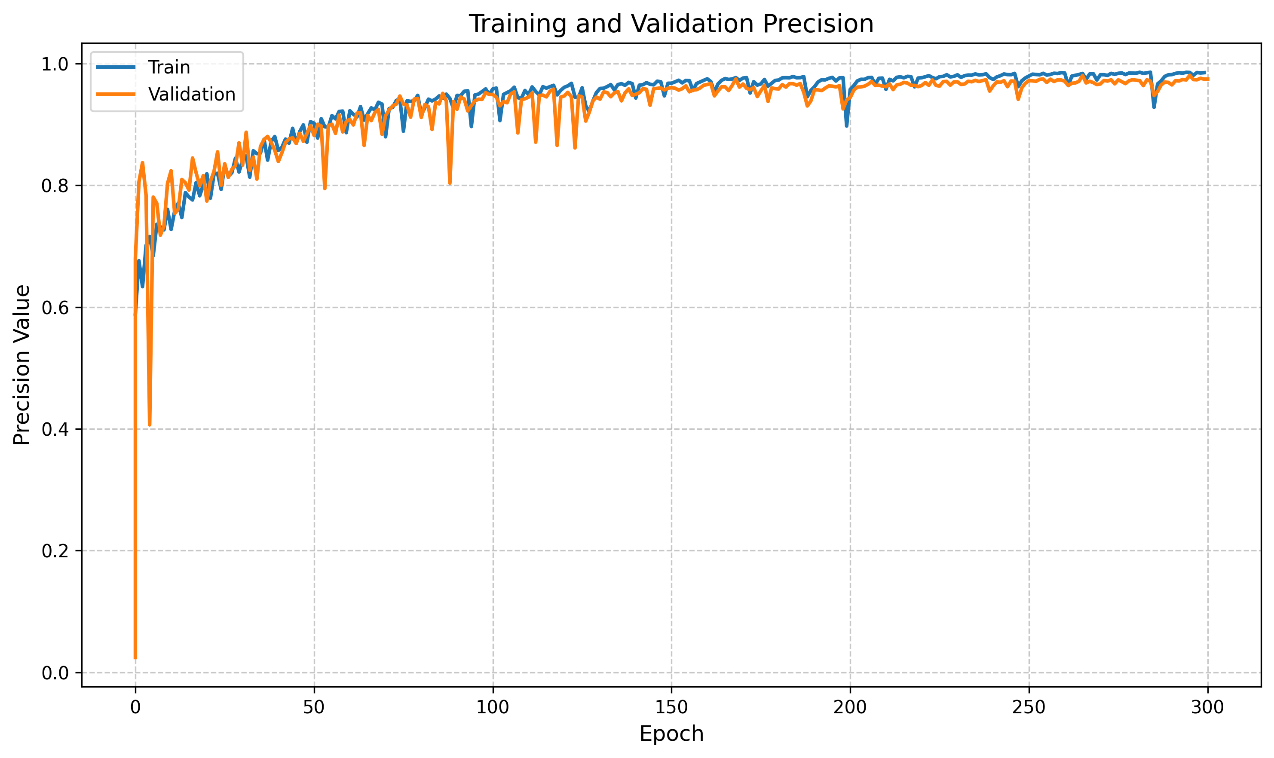 Training and Validation Precision
Train
Validation
1.0
0.8
0.6
0.4
0.2
0.0
Precision Value
0 50 100 150 200 250 300
Epoch